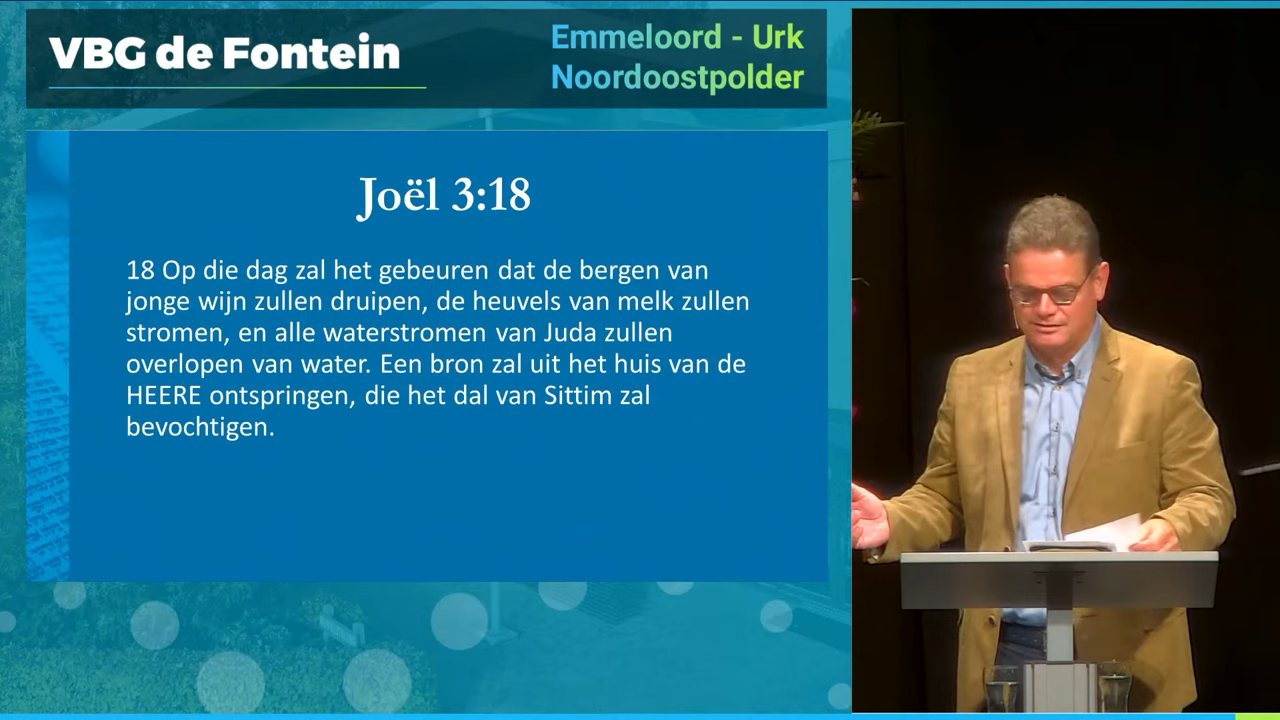 VBG de Fontein
Emmeloord - Urk
Noordoostpolder
Joël 3:18
18 Op die dag zal het gebeuren dat de bergen van
jonge wijn zullen druipen, de heuvels van melk zullen
stromen, en alle waterstromen van Juda zullen
overlopen van water. Een bron zal uit het huis van de
HEERE ontspringen, die het dal van Sittim zal
bevochtigen.